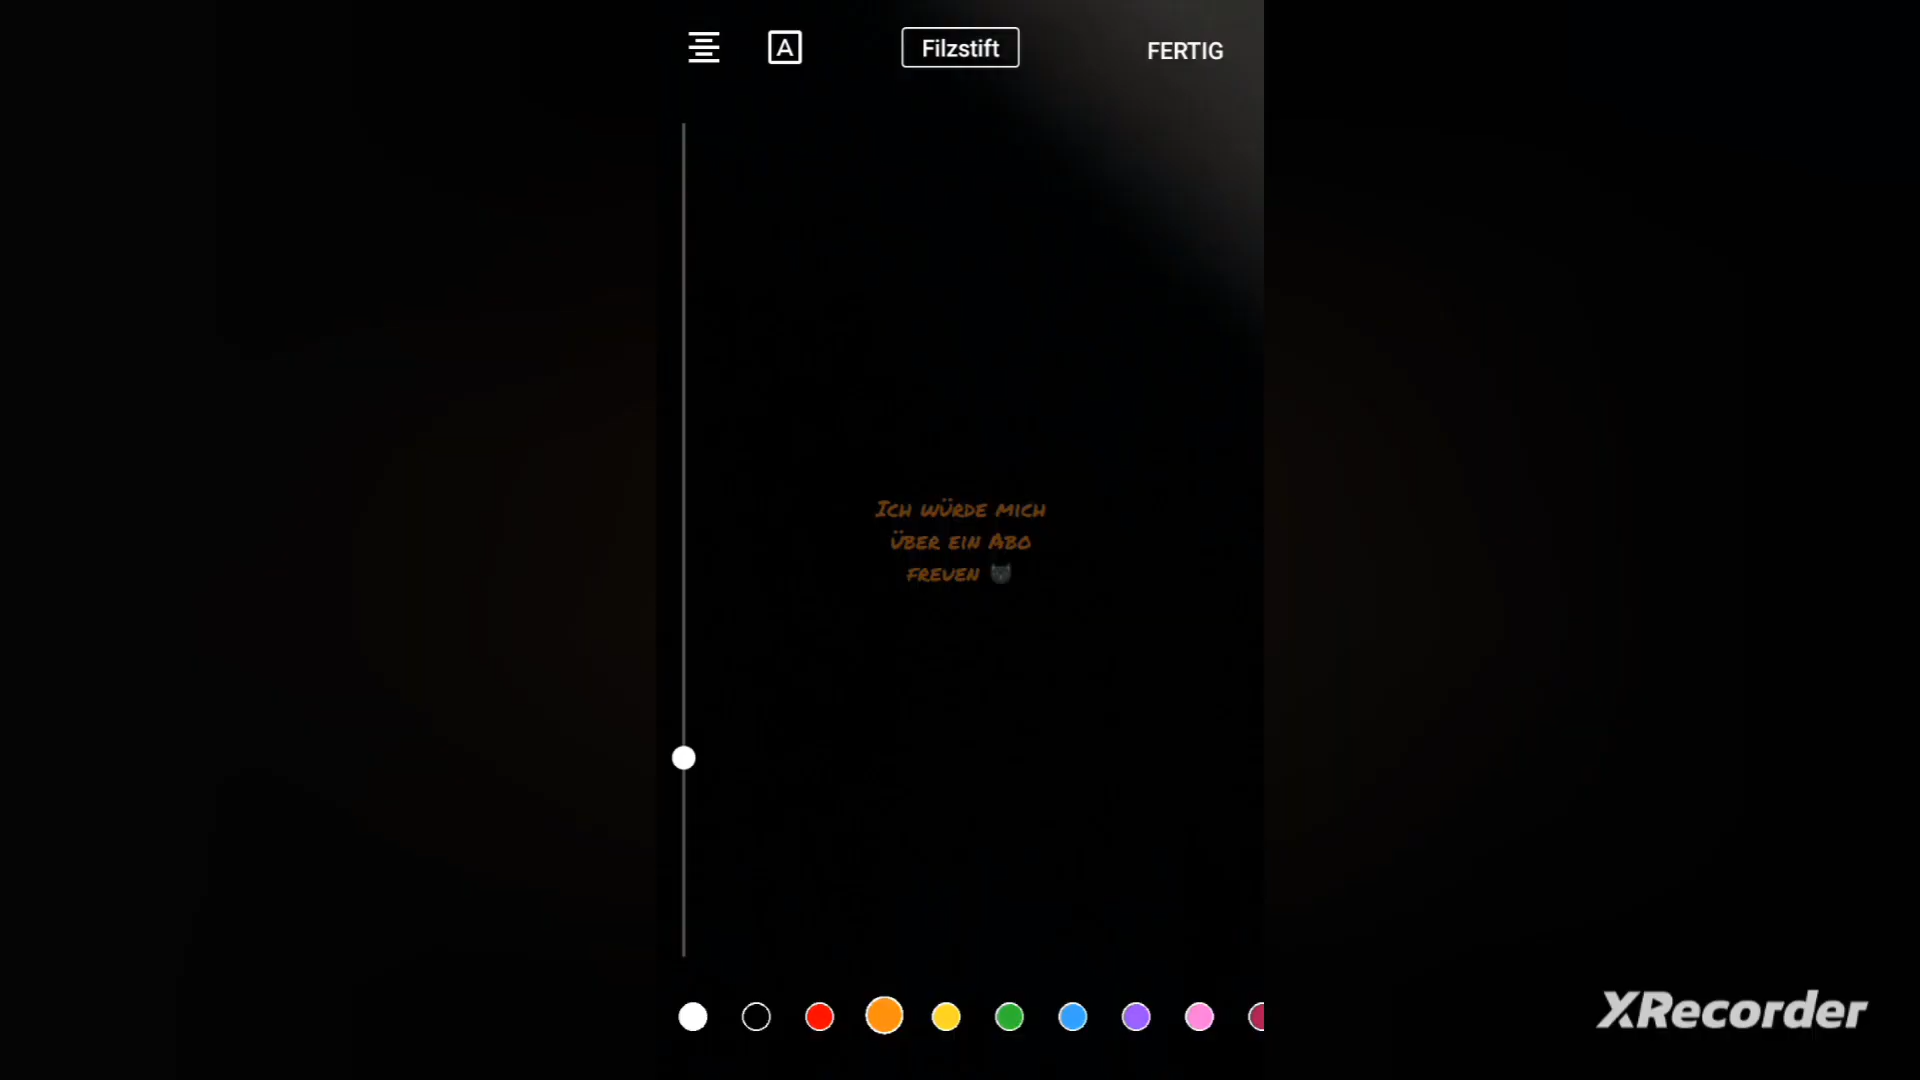 A
Filzstift
FERTIG
Ich würde mich
über ein Abo
freuen 🐱
XRecorder